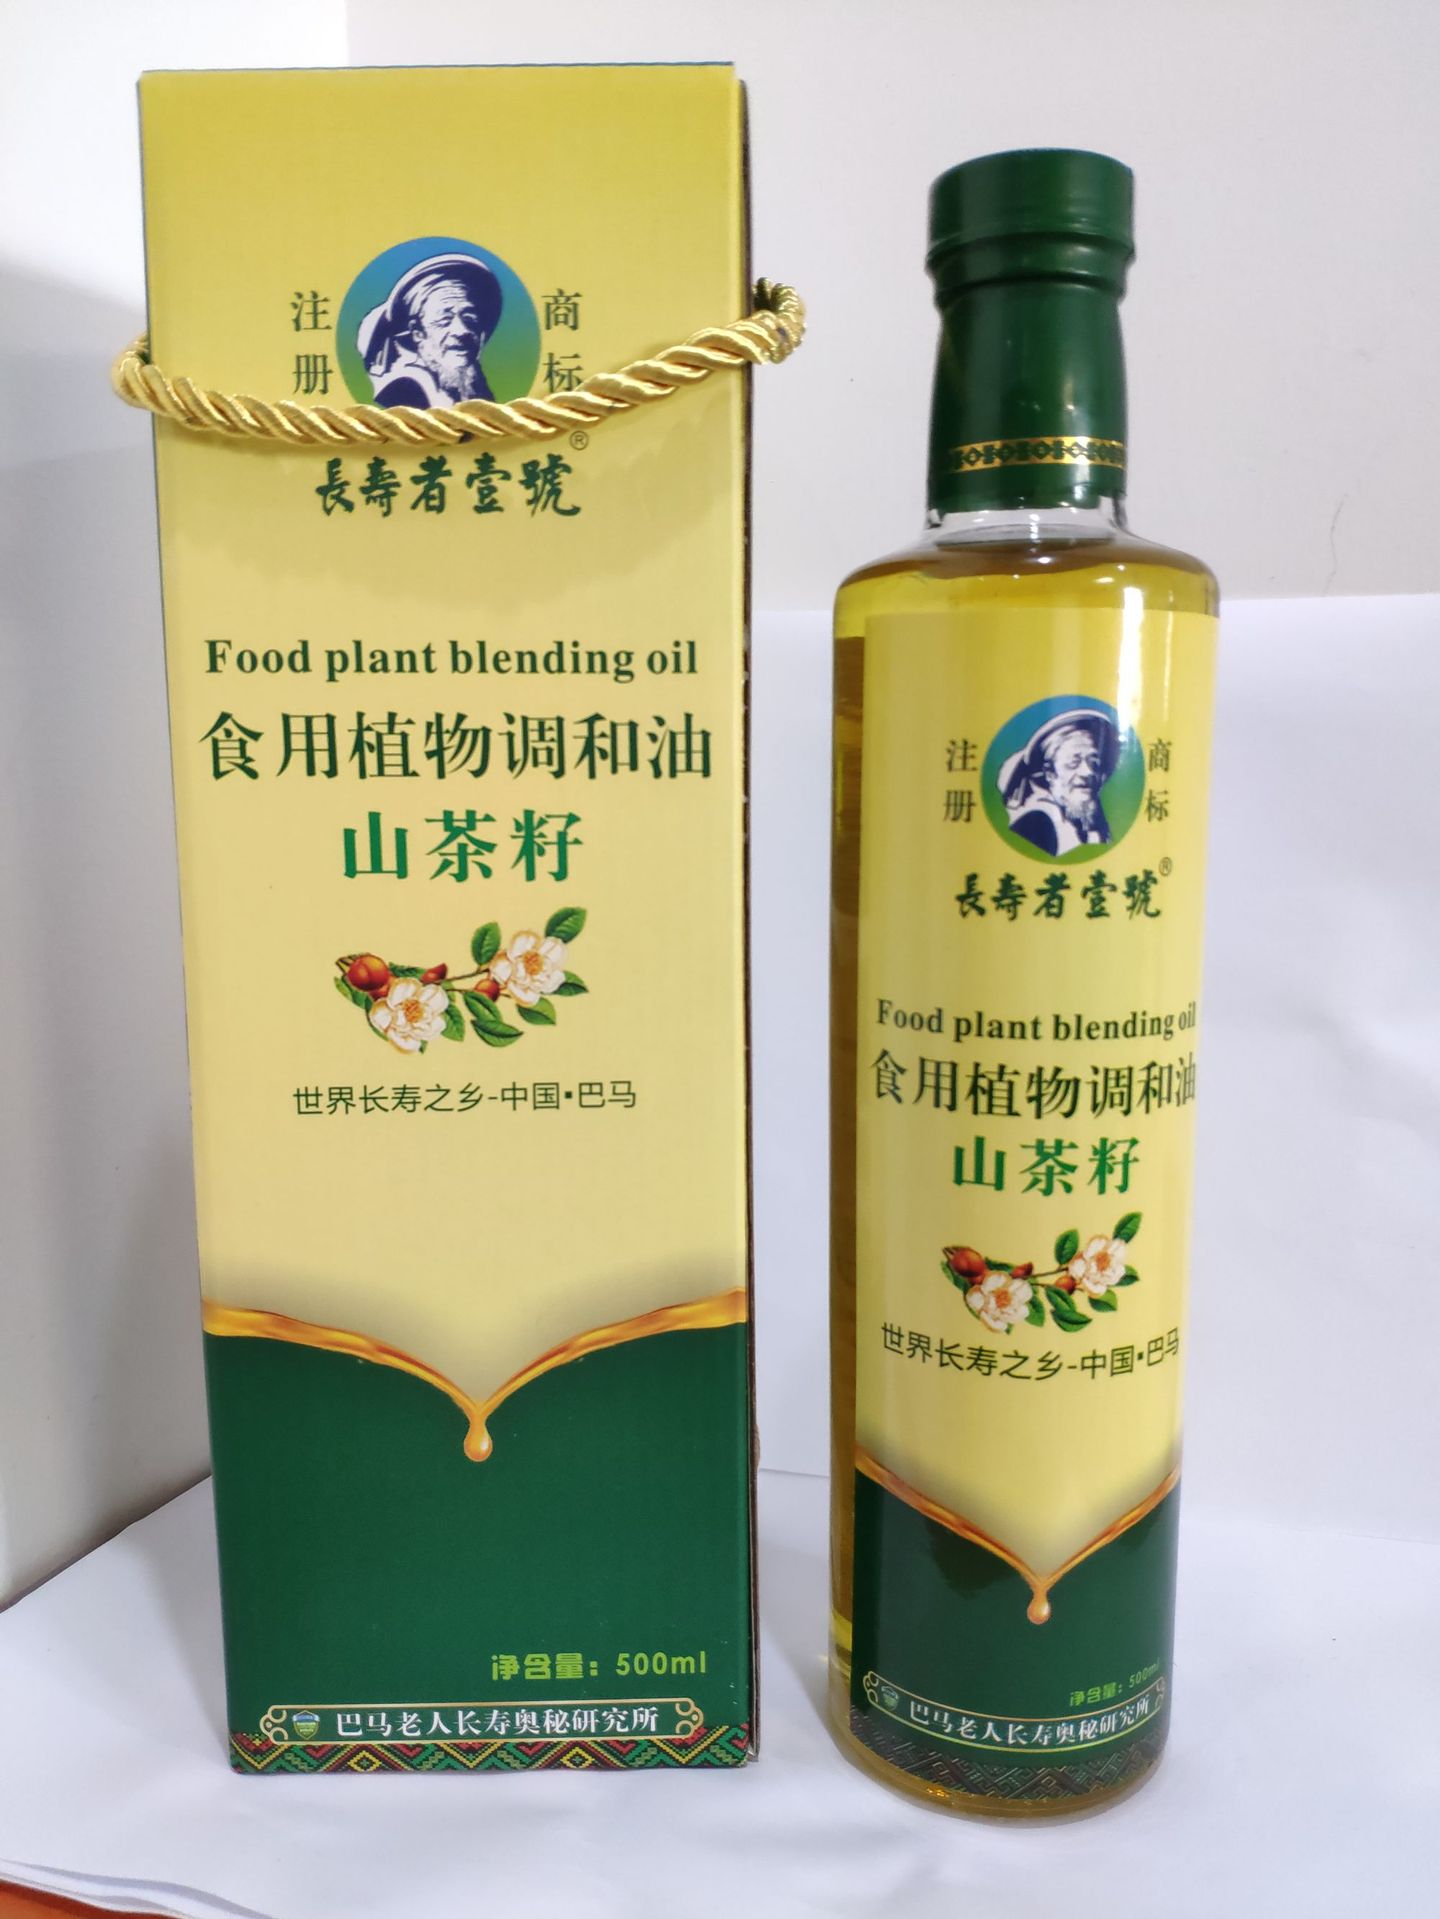 注册
商标
®
長壽者壹號
Food plant blending oil
食用植物调和油
山茶籽
世界长寿之乡-中国·巴马
净含量：500ml
巴马老人长寿奥秘研究所
注册
商标
®
長壽者壹號
Food plant blending oil
食用植物调和油
山茶籽
世界长寿之乡-中国·巴马
净含量：500ml
巴马老人长寿奥秘研究所